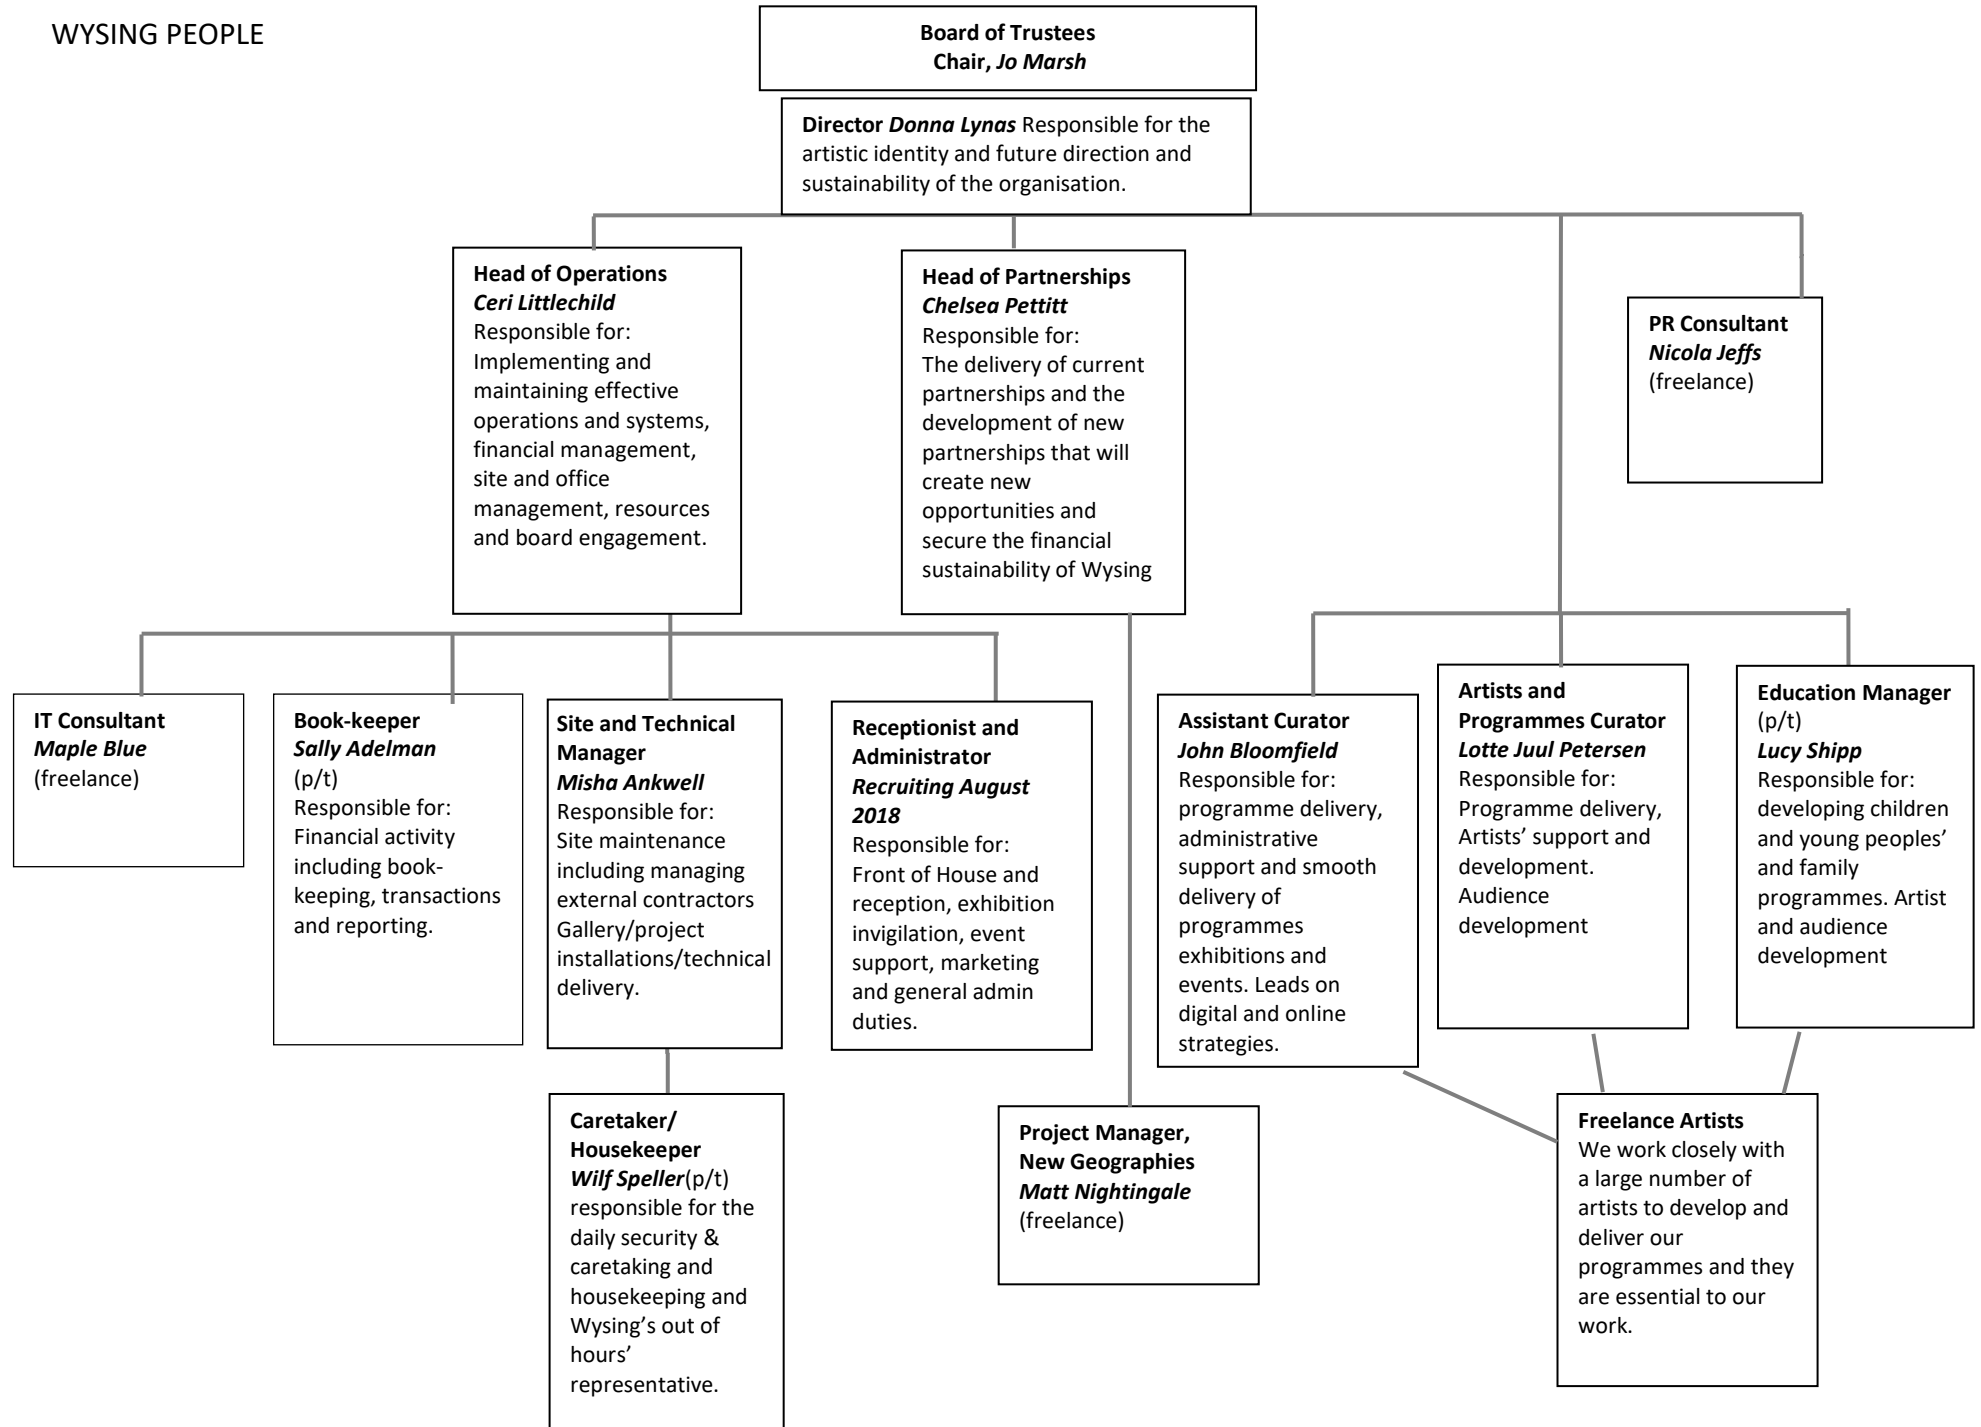 WYSING PEOPLE
Board of Trustees
Chair, Jo Marsh
Director Donna Lynas Responsible for the
artistic identity and future direction and
sustainability of the organisation.
Head of Operations
Ceri Littlechild
Responsible for:
Implementing and
maintaining effective
operations and systems,
financial management,
site and office
management, resources
and board engagement.
Head of Partnerships
Chelsea Pettitt
Responsible for:
The delivery of current
partnerships and the
development of new
partnerships that will
create new
opportunities and
secure the financial
sustainability of Wysing
PR Consultant
Nicola Jeffs
(freelance)
IT Consultant
Maple Blue
(freelance)
Book-keeper
Sally Adelman
(p/t)
Responsible for:
Financial activity
including book-
keeping, transactions
and reporting.
Site and Technical
Manager
Misha Ankwell
Responsible for:
Site maintenance
including managing
external contractors
Gallery/project
installations/technical
delivery.
Receptionist and
Administrator
Recruiting August
2018
Responsible for:
Front of House and
reception, exhibition
invigilation, event
support, marketing
and general admin
duties.
Assistant Curator
John Bloomfield
Responsible for:
programme delivery,
administrative
support and smooth
delivery of
programmes
exhibitions and
events. Leads on
digital and online
strategies.
Artists and
Programmes Curator
Lotte Juul Petersen
Responsible for:
Programme delivery,
Artists’ support and
development.
Audience
development
Education Manager
(p/t)
Lucy Shipp
Responsible for:
developing children
and young peoples’
and family
programmes. Artist
and audience
development
Caretaker/
Housekeeper
Wilf Speller(p/t)
responsible for the
daily security &
caretaking and
housekeeping and
Wysing’s out of
hours’
representative.
Project Manager,
New Geographies
Matt Nightingale
(freelance)
Freelance Artists
We work closely with
a large number of
artists to develop and
deliver our
programmes and they
are essential to our
work.